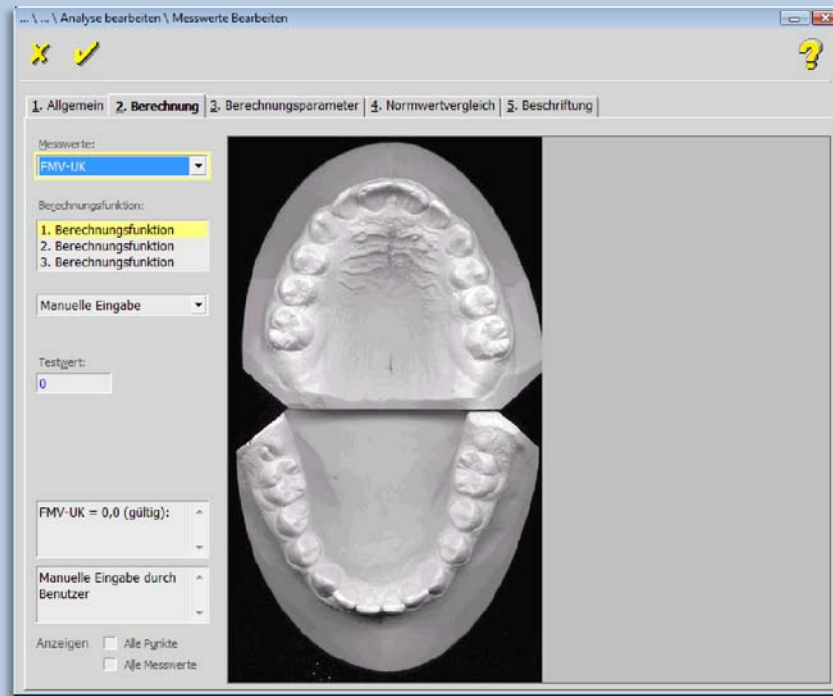 ... \ ... \ Analyse bearbeiten \ Messwerte Bearbeiten
1. Allgemein 2. Berechnung 3. Berechnungsparameter 4. Normwertvergleich 5. Beschriftung
Messwerte:
FMV-UK
Berechnungsfunktion:
1. Berechnungsfunktion
2. Berechnungsfunktion
3. Berechnungsfunktion
Manuelle Eingabe
Testwert:
0
FMV-UK = 0,0 (gültig):
Manuelle Eingabe durch
Benutzer
Anzeigen Alle Punkte
Alle Messwerte